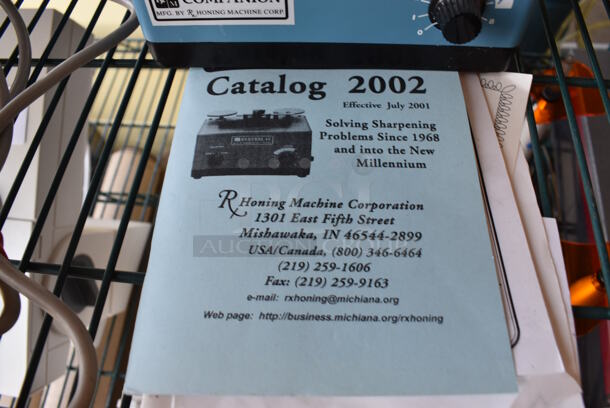 COMPANION
MFG. BY Rx HONING MACHINE CORP.
Catalog 2002
Effective July 2001
Solving Sharpening
Problems Since 1968
and into the New
Millennium
Rx Honing Machine Corporation
1301 East Fifth Street
Mishawaka, IN 46544-2899
USA/Canada, (800) 346-6464
(219) 259-1606
Fax: (219) 259-9163
e-mail: rxhoning@michiana.org
Web page: http://business.michiana.org/rxhoning
AUCTION GROUP